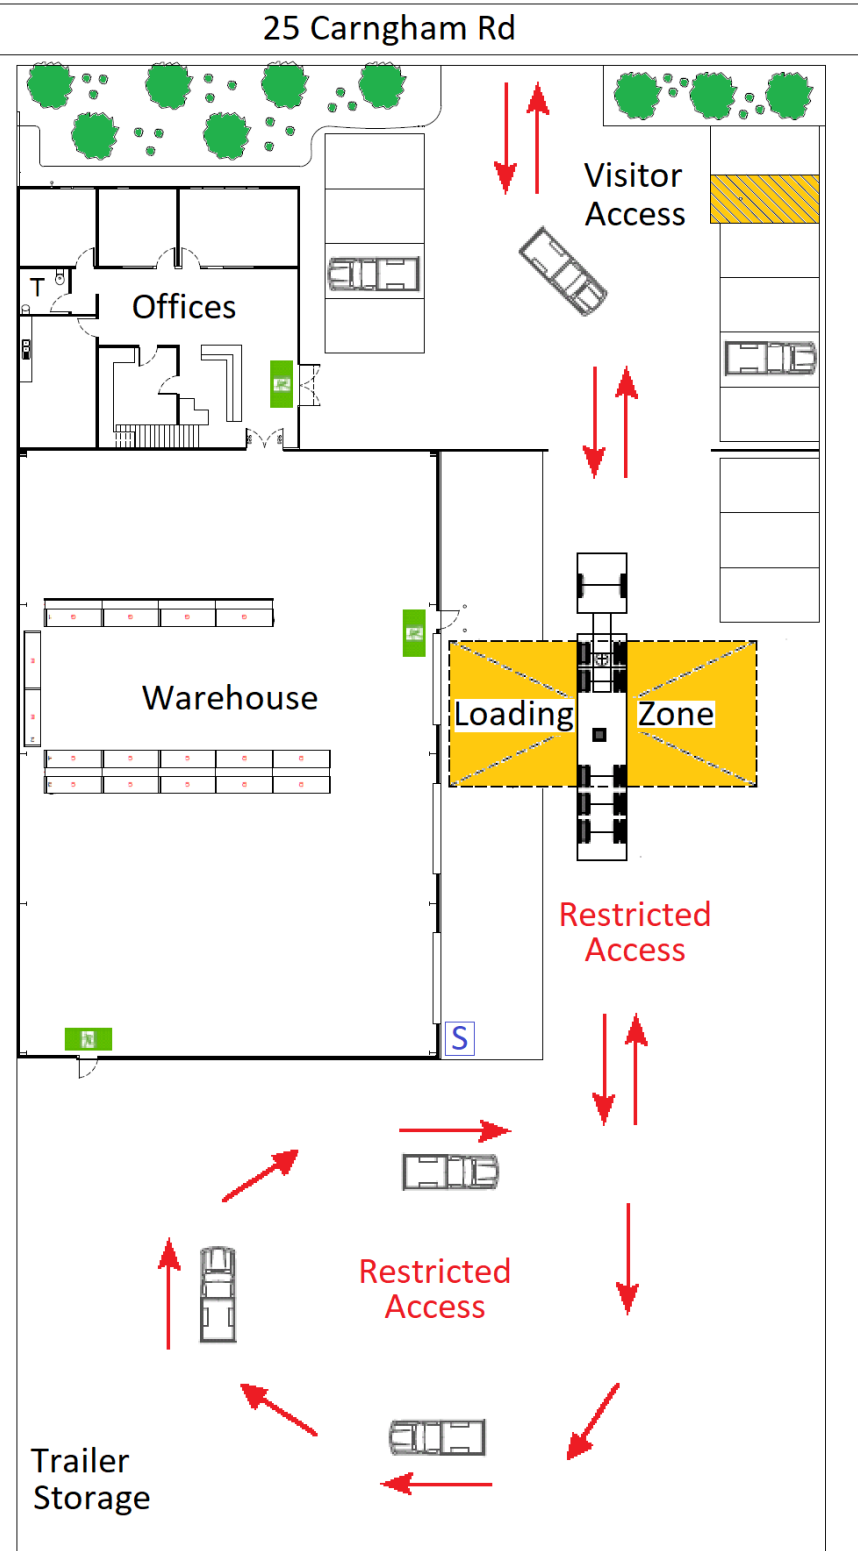 25 Carngham Rd
Visitor
Access
T
Offices
Warehouse
Loading Zone
Restricted
Access
S
Restricted
Access
Trailer
Storage